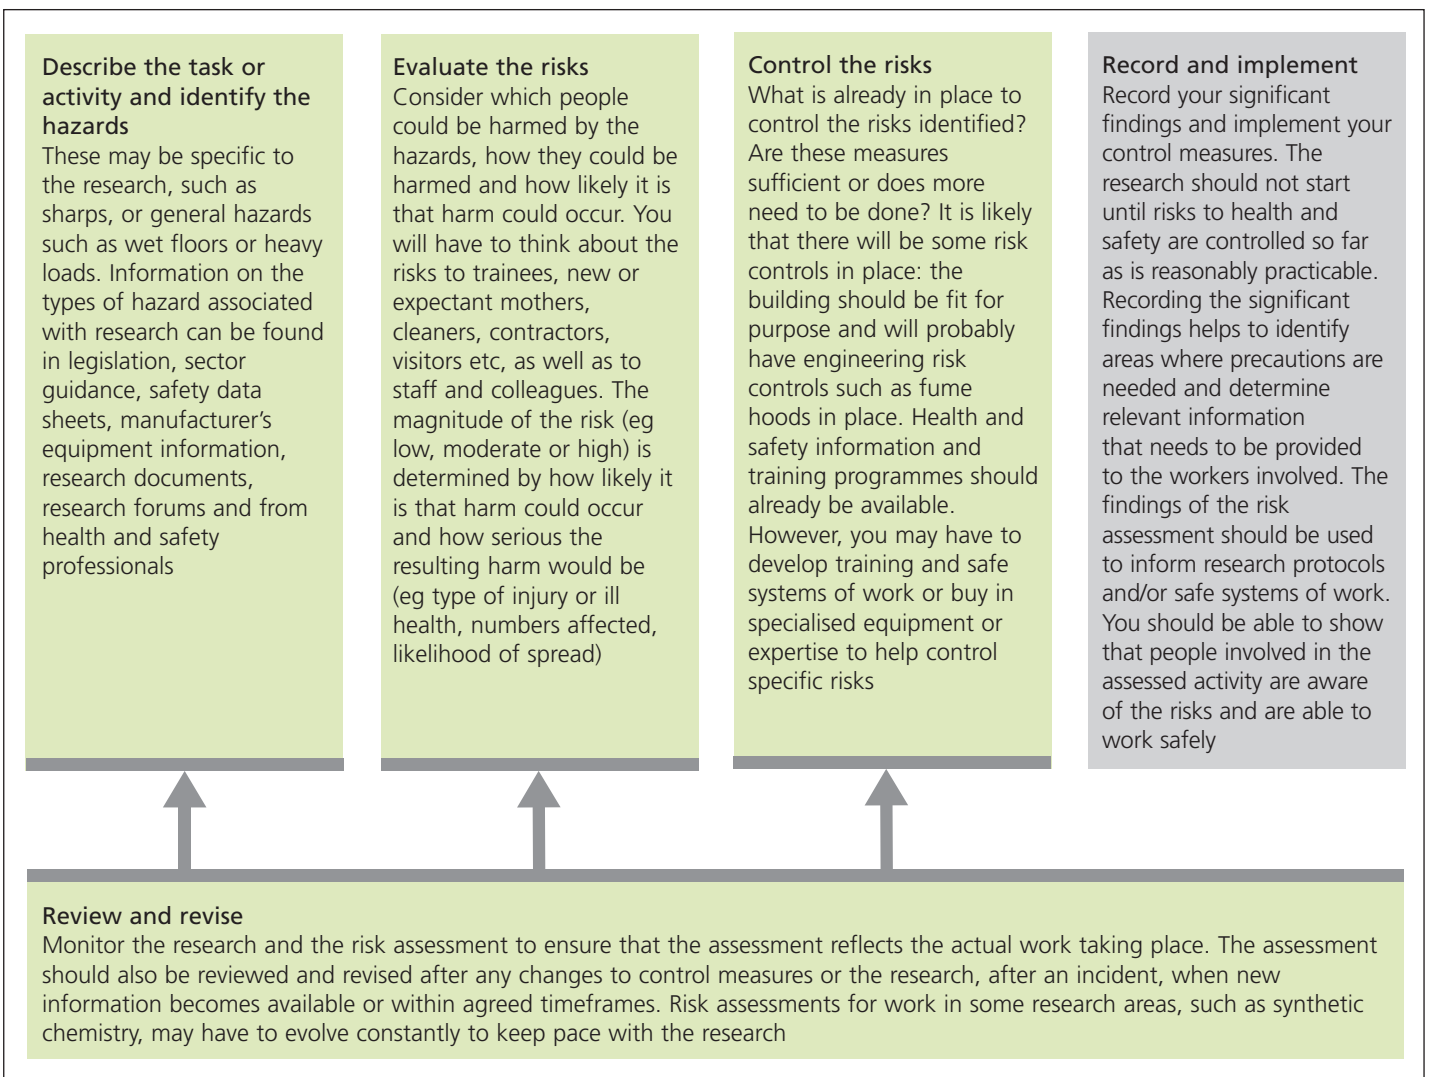 Describe the task or
activity and identify the
hazards
These may be specific to
the research, such as
sharps, or general hazards
such as wet floors or heavy
loads. Information on the
types of hazard associated
with research can be found
in legislation, sector
guidance, safety data
sheets, manufacturer’s
equipment information,
research documents,
research forums and from
health and safety
professionals
Evaluate the risks
Consider which people
could be harmed by the
hazards, how they could be
harmed and how likely it is
that harm could occur. You
will have to think about the
risks to trainees, new or
expectant mothers,
cleaners, contractors,
visitors etc, as well as to
staff and colleagues. The
magnitude of the risk (eg
low, moderate or high) is
determined by how likely it
is that harm could occur
and how serious the
resulting harm would be
(eg type of injury or ill
health, numbers affected,
likelihood of spread)
Control the risks
What is already in place to
control the risks identified?
Are these measures
sufficient or does more
need to be done? It is likely
that there will be some risk
controls in place: the
building should be fit for
purpose and will probably
have engineering risk
controls such as fume
hoods in place. Health and
safety information and
training programmes should
already be available.
However, you may have to
develop training and safe
systems of work or buy in
specialised equipment or
expertise to help control
specific risks
Record and implement
Record your significant
findings and implement your
control measures. The
research should not start
until risks to health and
safety are controlled so far
as is reasonably practicable.
Recording the significant
findings helps to identify
areas where precautions are
needed and determine
relevant information
that needs to be provided
to the workers involved. The
findings of the risk
assessment should be used
to inform research protocols
and/or safe systems of work.
You should be able to show
that people involved in the
assessed activity are aware
of the risks and are able to
work safely
Review and revise
Monitor the research and the risk assessment to ensure that the assessment reflects the actual work taking place. The assessment
should also be reviewed and revised after any changes to control measures or the research, after an incident, when new
information becomes available or within agreed timeframes. Risk assessments for work in some research areas, such as synthetic
chemistry, may have to evolve constantly to keep pace with the research